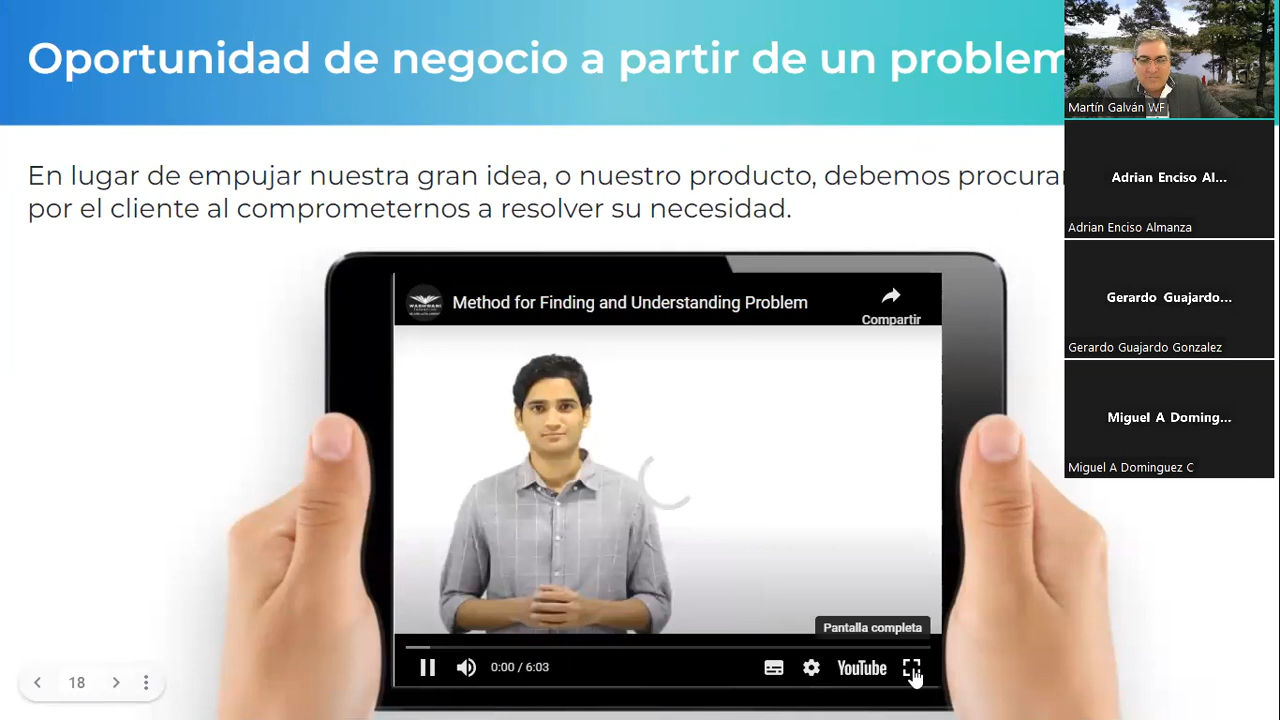 Oportunidad de negocio a partir de un problem
En lugar de empujar nuestra gran idea, o nuestro producto, debemos procurar
por el cliente al comprometernos a resolver su necesidad.
WADHWANI
Method for Finding and Understanding Problem
Compartir
Pantalla completa
0:00 / 6:03
YouTube
18
Martín Galván WF
Adrian Enciso Al...
Adrian Enciso Almanza
Gerardo Guajardo...
Gerardo Guajardo Gonzalez
Miguel A Doming...
Miguel A Dominguez C